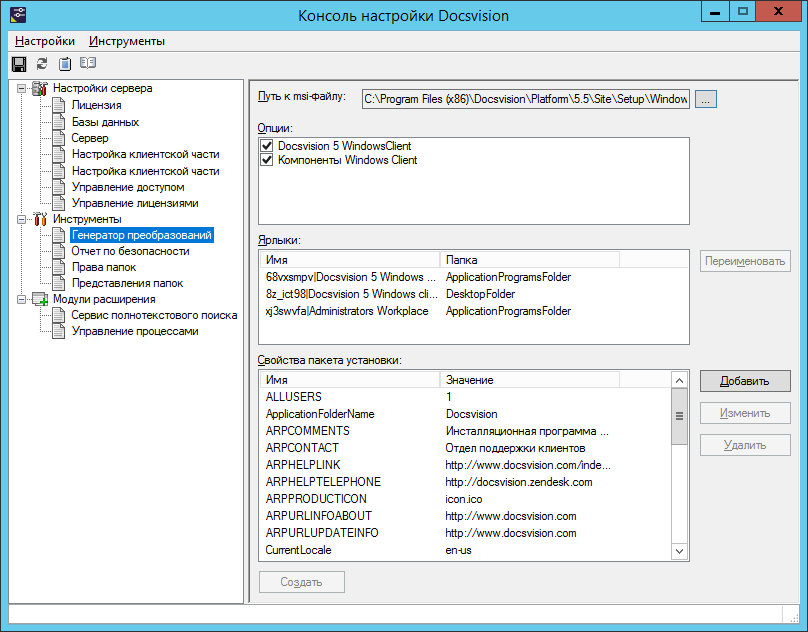 Консоль настройки Docsvision
Настройки Инструменты
Настройки сервера
Лицензия
Базы данных
Сервер
Настройка клиентской части
Настройка клиентской части
Управление доступом
Управление лицензиями
Инструменты
Генератор преобразований
Отчет по безопасности
Права папок
Представления папок
Модули расширения
Сервис полнотекстового поиска
Управление процессами
Путь к msi-файлу: C:\Program Files (x86)\Docsvision\Platform\5.5\Site\Setup\Window ...
Опции:
Docsvision 5 WindowsClient
Компоненты Windows Client
Ярлыки:
Имя Папка
68vxsmpv|Docsvision 5 Windows ... ApplicationProgramsFolder
8z_ict98|Docsvision 5 Windows cli... DesktopFolder
xj3swvfa|Administrators Workplace ApplicationProgramsFolder
Переименовать
Свойства пакета установки:
Имя Значение
ALLUSERS 1
ApplicationFolderName Docsvision
ARPCOMMENTS Инсталляционная программа ...
ARPCONTACT Отдел поддержки клиентов
ARPHELPLINK http://www.docsvision.com/inde...
ARPHELPTELEPHONE http://docsvision.zendesk.com
ARPPRODUCTICON icon.ico
ARPURLINFOABOUT http://www.docsvision.com
ARPURLUPDATEINFO http://www.docsvision.com
CurrentLocale en-us
Добавить
Изменить
Удалить
Создать